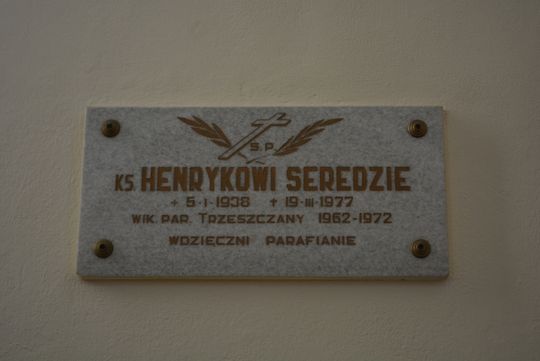 Ś.P.
KS. HENRYKOWI SEREDZIE
+ 5-I-1938 + 19-III-1977
WIK. PAR. TRZESZCZANY 1962-1972
WDZIĘCZNI PARAFIANIE